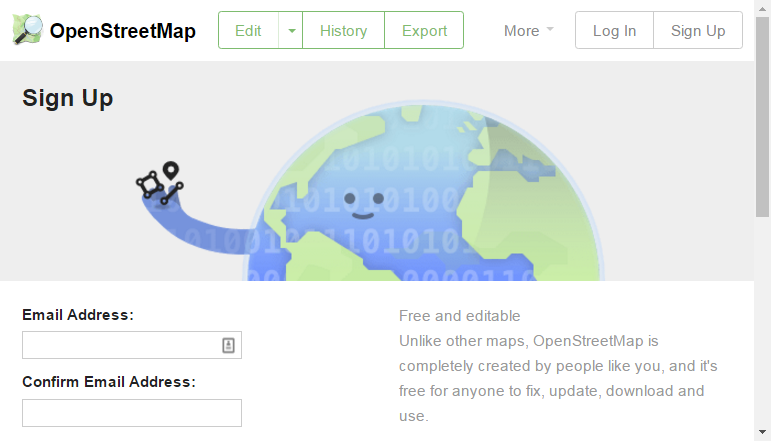 OpenStreetMap Edit History Export More Log In Sign Up
Sign Up
Email Address:
Confirm Email Address:
Free and editable
Unlike other maps, OpenStreetMap is
completely created by people like you, and it's
free for anyone to fix, update, download and
use.